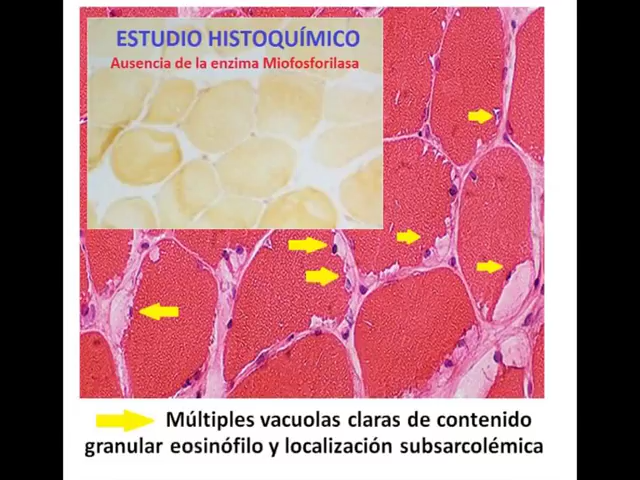 ESTUDIO HISTOQUÍMICO
Ausencia de la enzima Miofosforilasa
Múltiples vacuolas claras de contenido
granular eosinófilo y localización subsarcolémica